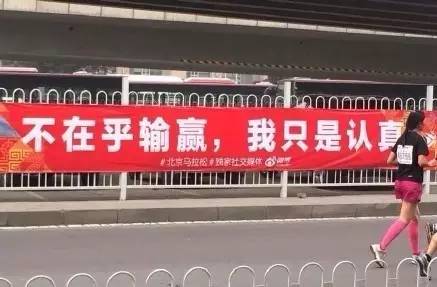 不在乎输赢，我只是认真
#北京马拉松#独家社交媒体